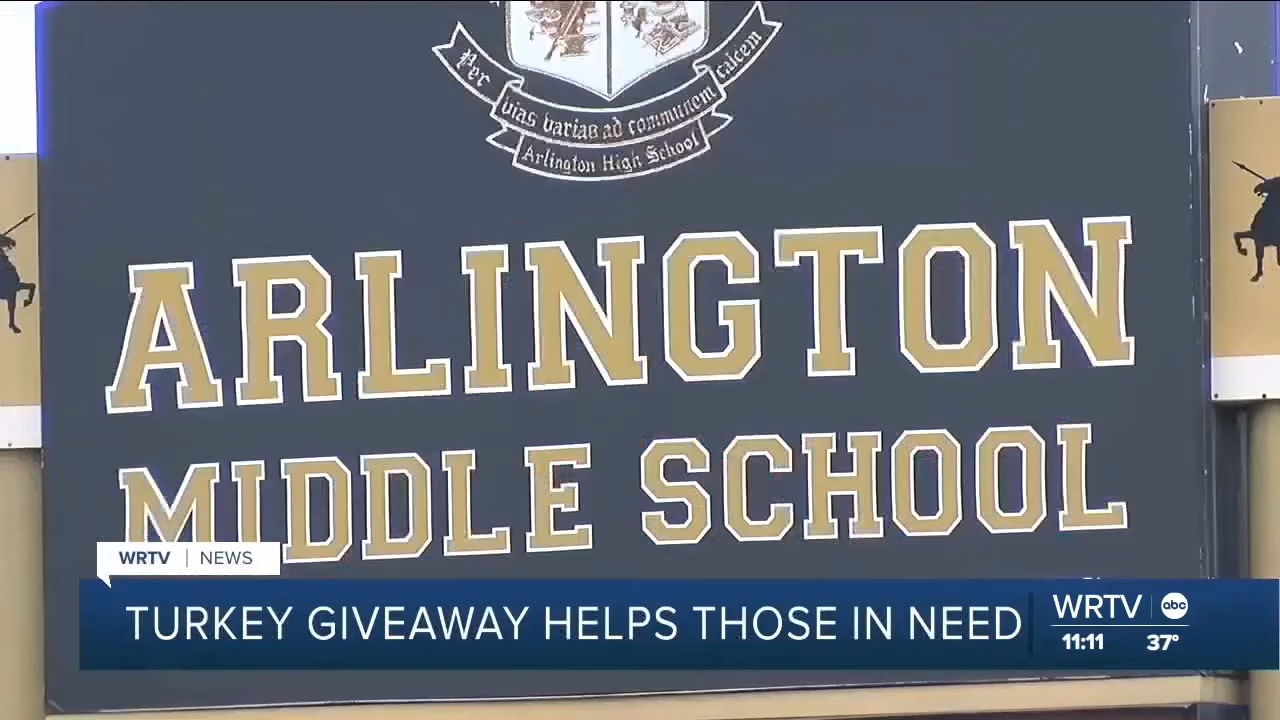 Per vias varias ad communem calcem
Arlington High School
ARLINGTON
MIDDLE SCHOOL
WRTV | NEWS
TURKEY GIVEAWAY HELPS THOSE IN NEED
WRTV abc
11:11 37°